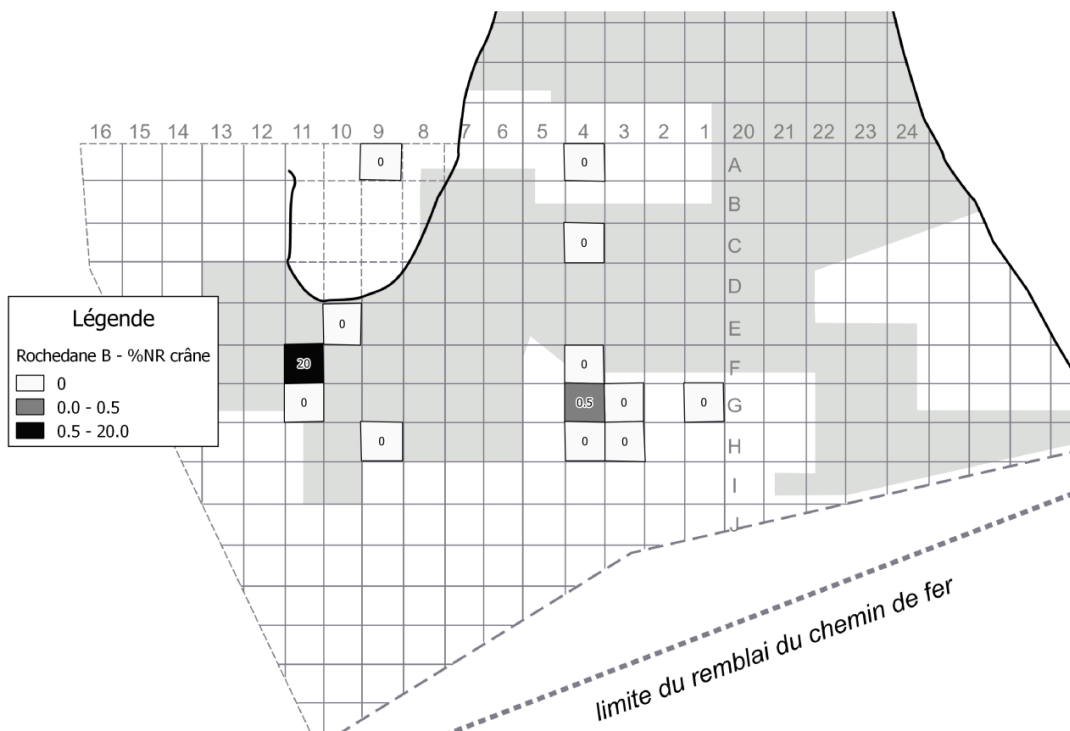 16 15 14 13 12 11 10 9 8 7 6 5 4 3 2 1 20 21 22 23 24
0 0 A
B
0 C
D
0 E
20 0 F
0 0.5 0 0 G
0 0 0 H
I
J
Légende
Rochedane B - %NR crâne
0
0.0 - 0.5
0.5 - 20.0
limite du remblai du chemin de fer